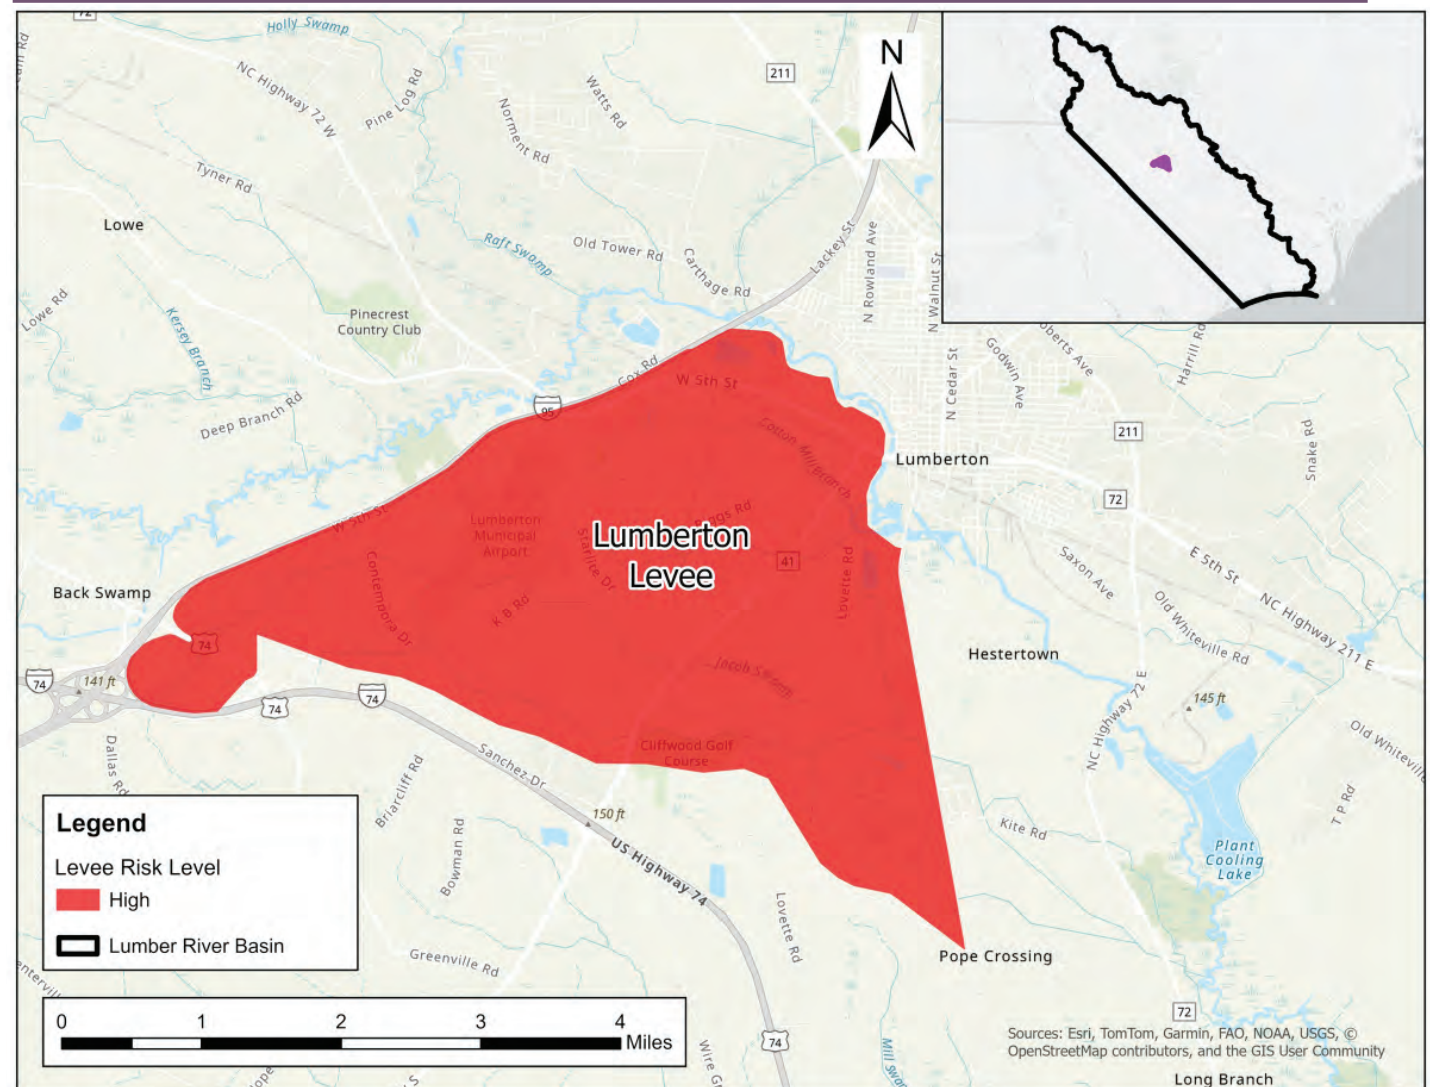 72
Holly Swamp
NC Highway 72 W
Pine Log Rd
Watts Rd
Norment Rd
211
N
Tyner Rd
Lowe
Raft Swamp
Old Tower Rd
Carthage Rd
Lackey St
N Rowland Ave
N Walnut St
Lowe Rd
Kersey Branch
Pinecrest
Country Club
Cox Rd
W 5th St
N Cedar St
Godwin Ave
oberts Ave
Harrill Rd
Deep Branch Rd
95
Cotton Mill Branch
Lumberton
211
Snake Rd
72
W 5th St
Lumberton
Municipal
Airport
Starlite Dr
Lumberton
Levee
41
Lovette Rd
Contempora Dr
K B Rd
Saxon Ave
E 5th St
NC Highway 211 E
Old Whiteville Rd
Back Swamp
74
Hestertown
74
141 ft
74
74
145 ft
NC Highway 72 E
Old Whiteville
Dallas Rd
Briarcliff Rd
Sanchez Dr
Cliffwood Golf
Course
150 ft
US Highway 74
Bowman Rd
Kite Rd
T P Rd
Plant
Cooling
Lake
Legend
Levee Risk Level
High
Lumber River Basin
Greenville Rd
Lovette Rd
Pope Crossing
72
74
0 1 2 3 4
Miles
Sources: Esri, TomTom, Garmin, FAO, NOAA, USGS, ©
OpenStreetMap contributors, and the GIS User Community
Long Branch